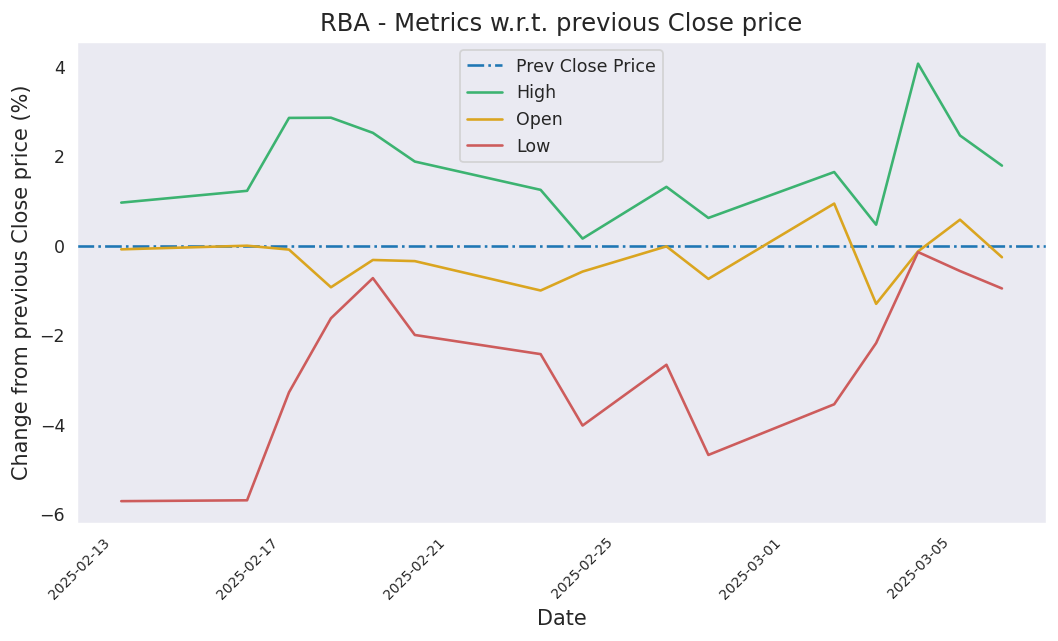 RBA - Metrics w.r.t. previous Close price
Prev Close Price
High
Open
Low
Change from previous Close price (%)
4
2
0
−2
−4
−6
2025-02-13
2025-02-17
2025-02-21
2025-02-25
2025-03-01
2025-03-05
Date